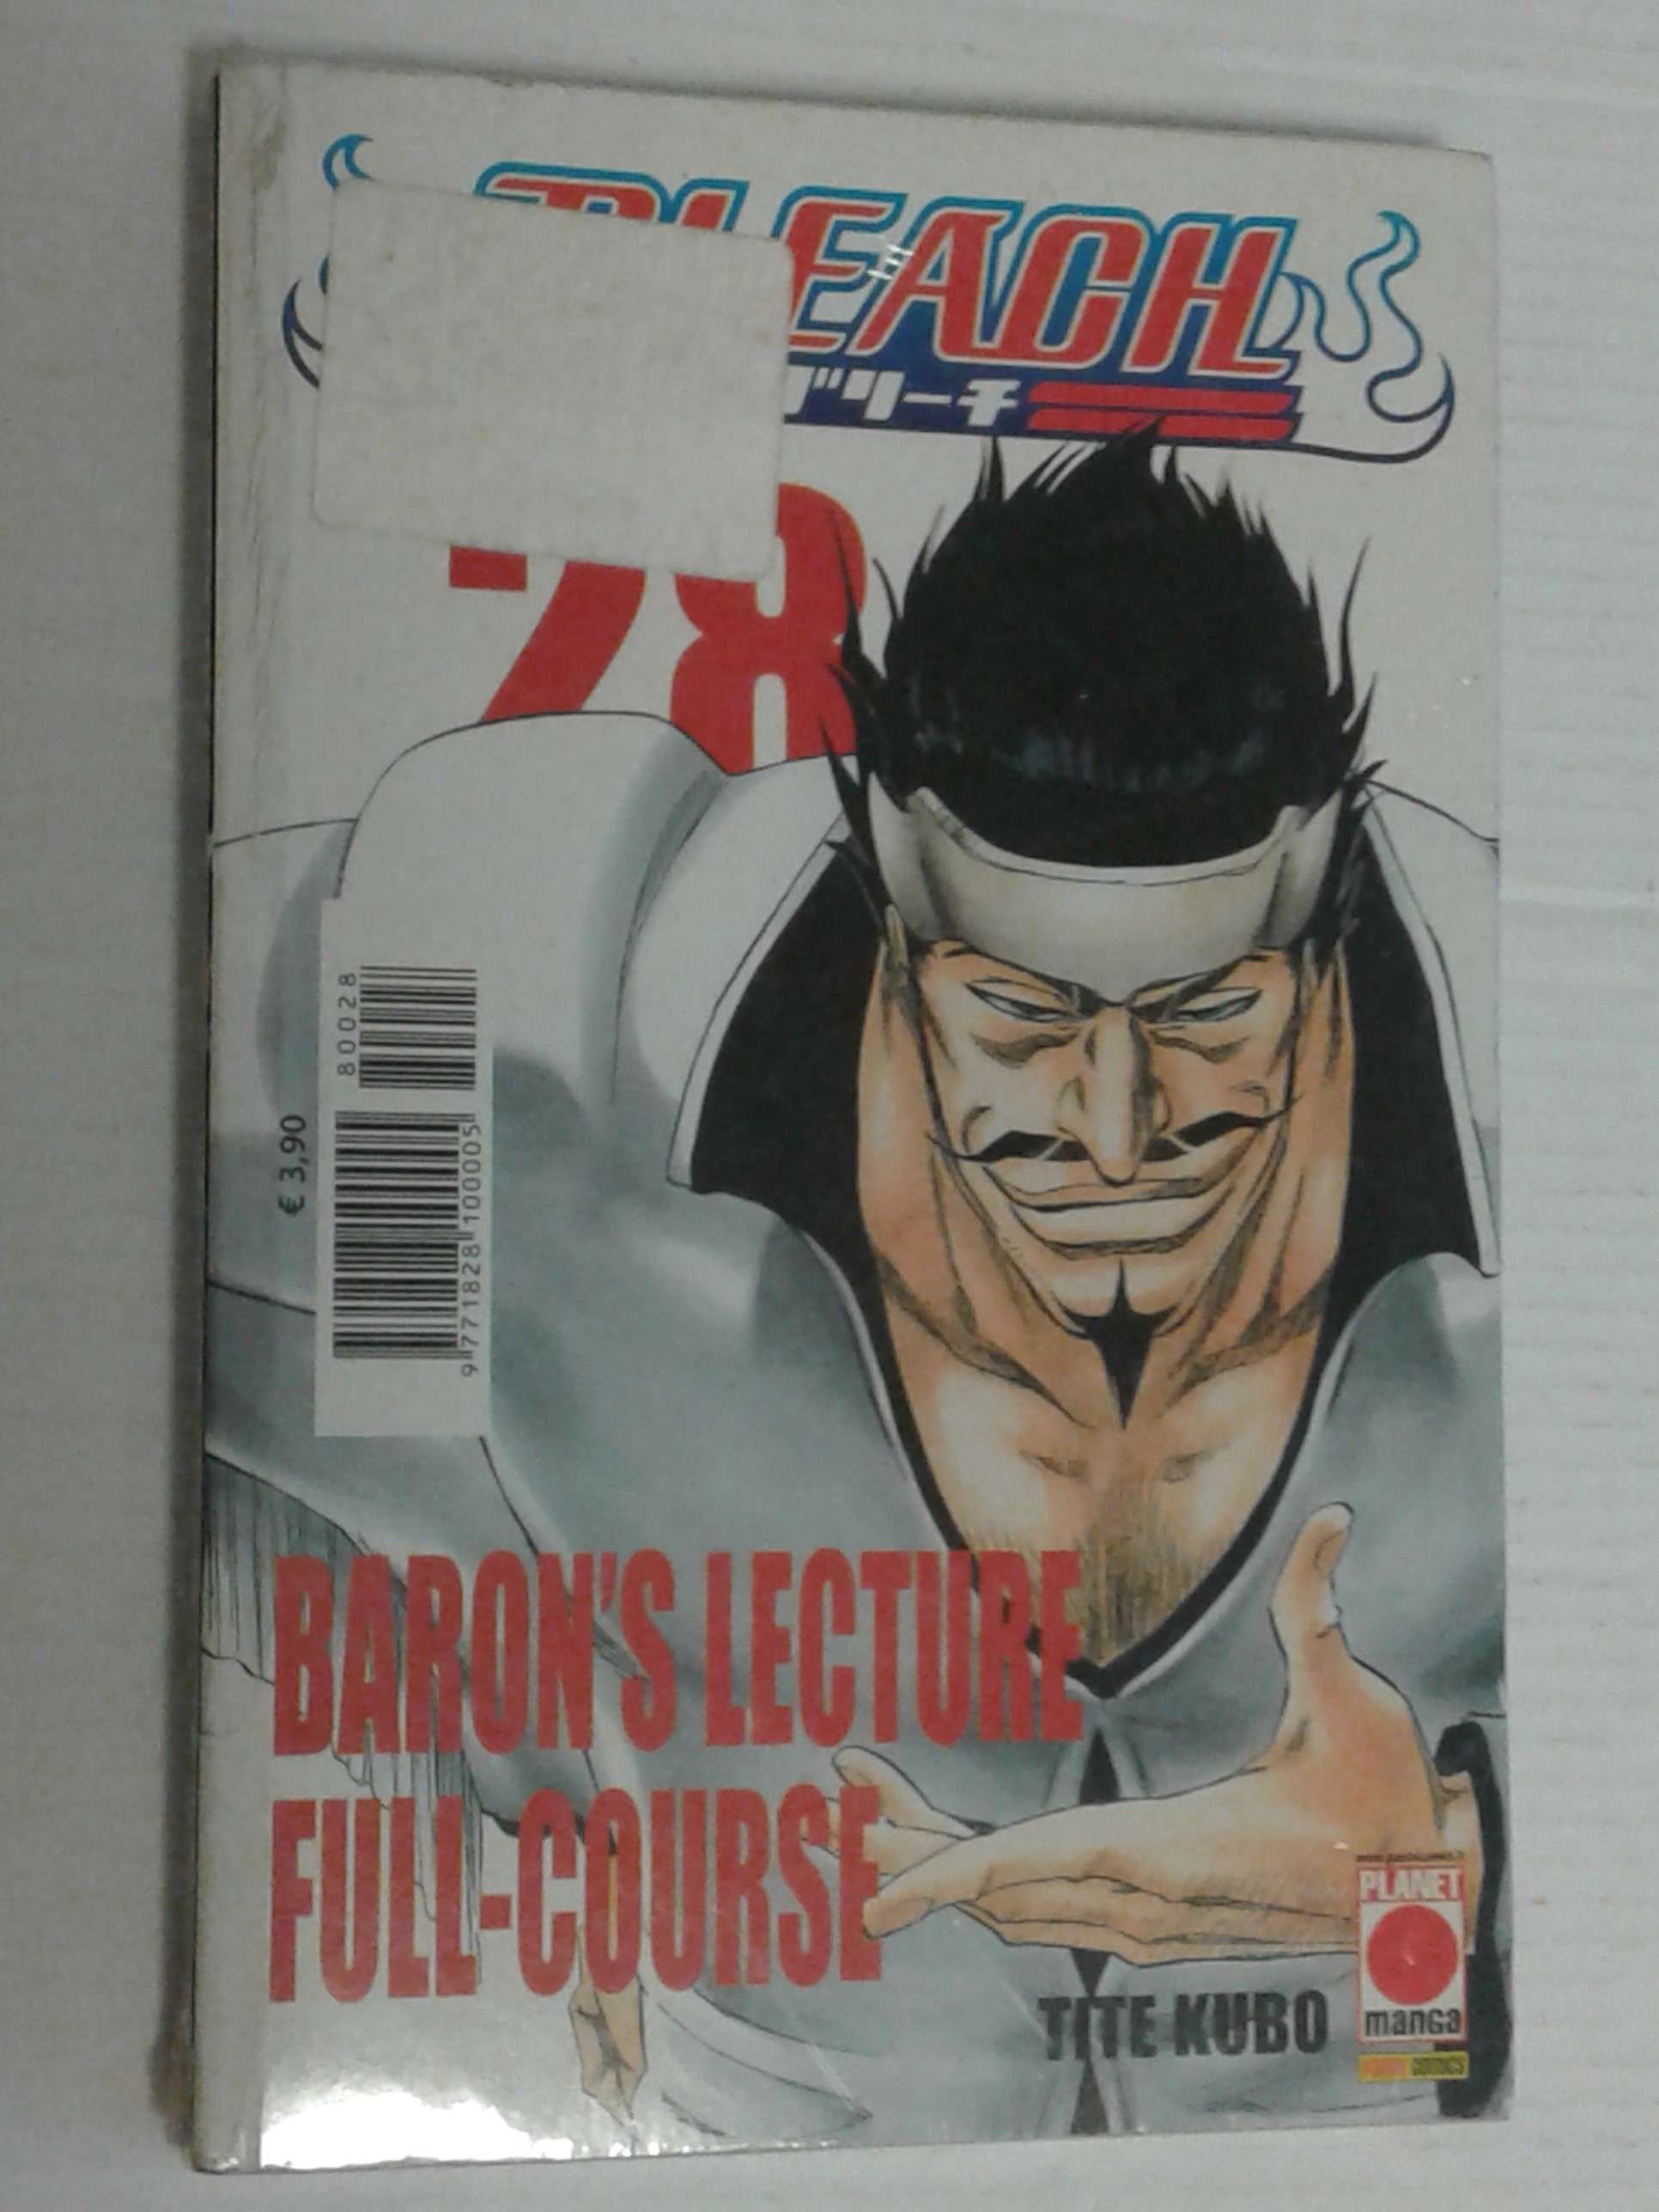 BLEACH
ブリーチ
28
80028
€ 3,90
9 771828 100005
BARON'S LECTURE
FULL-COURSE
TITE KUBO
PLANET
manga
COMICS